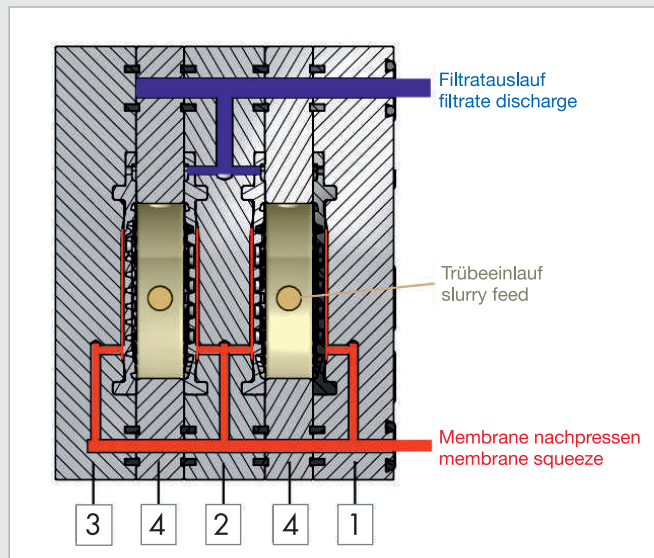 Filtratauslauf
filtrate discharge
Trübeeinlauf
slurry feed
Membrane nachpressen
membrane squeeze
3 4 2 4 1